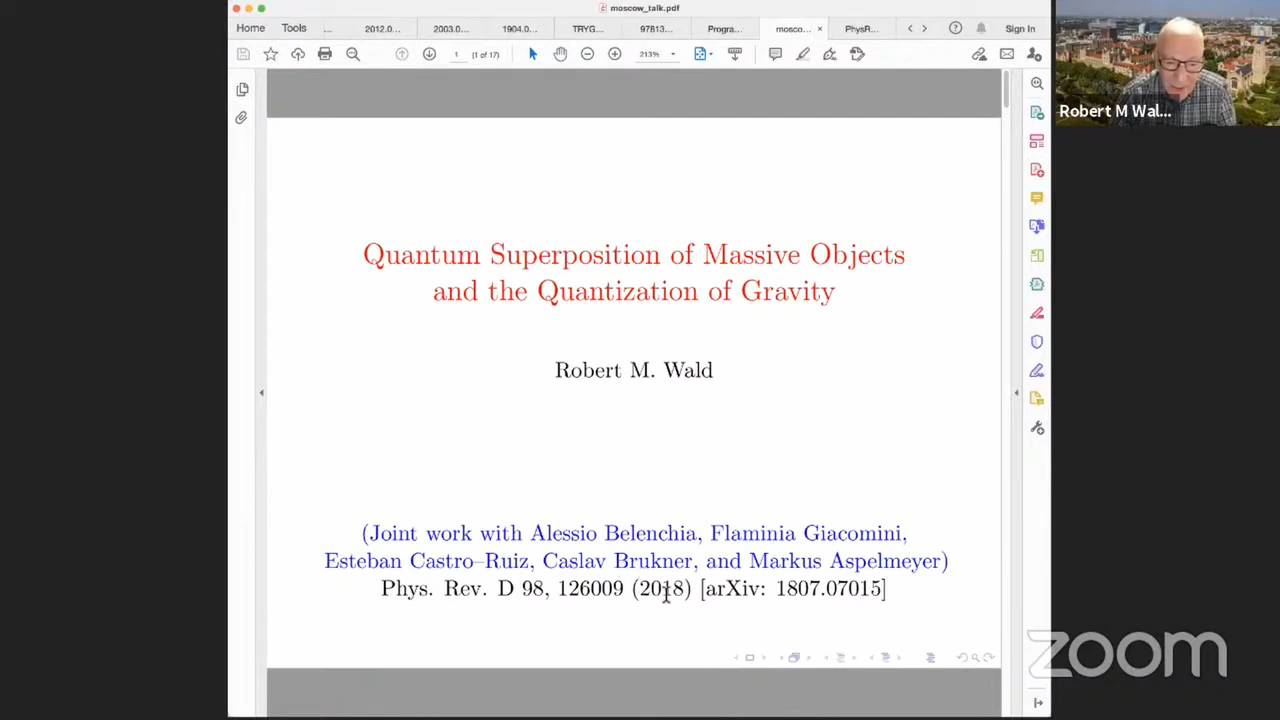 moscow_talk.pdf
Home Tools ... 2012.0... 2003.0... 1904.0... TRYG... 97813... Progra... mosco... × PhysR... Sign In
1 (1 of 17) 213%
Robert M Wal...
Quantum Superposition of Massive Objects
and the Quantization of Gravity
Robert M. Wald
(Joint work with Alessio Belenchia, Flaminia Giacomini,
Esteban Castro–Ruiz, Caslav Brukner, and Markus Aspelmeyer)
Phys. Rev. D 98, 126009 (2018) [arXiv: 1807.07015]
zoom